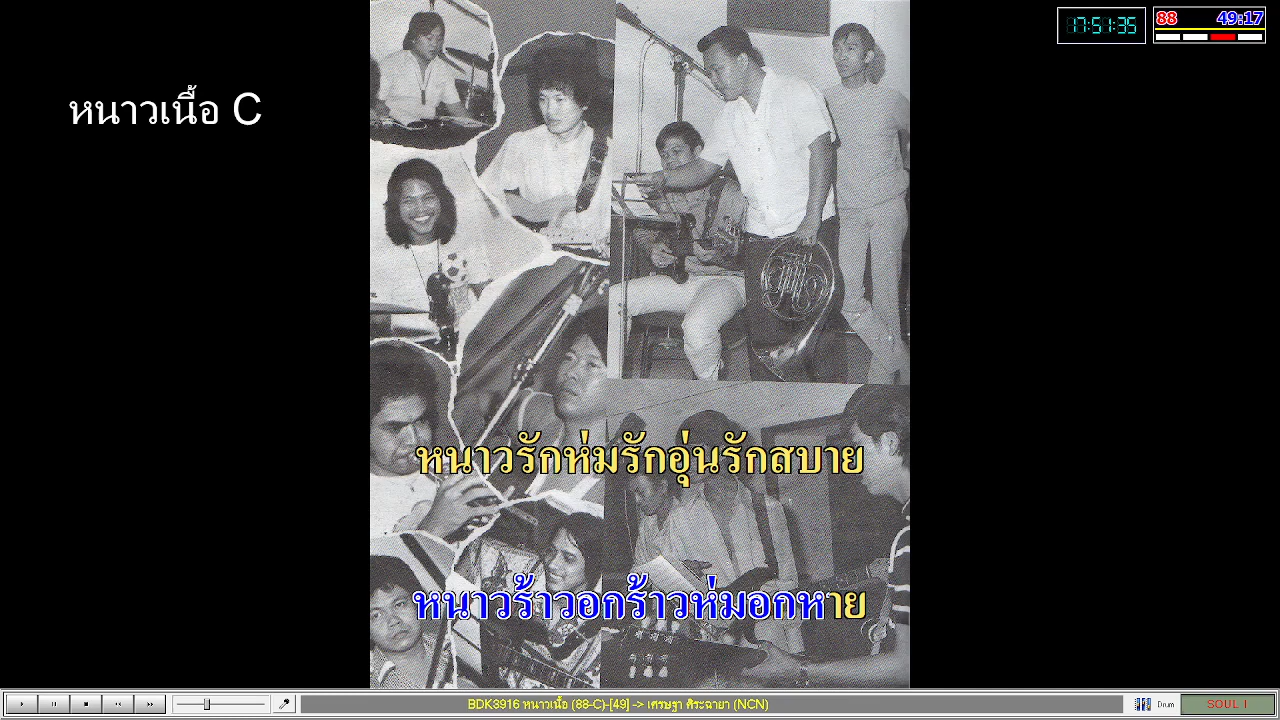 17:51:35
88 49:17
หนาวเนื้อ C
หนาวรักห่มรักอุ่นรักสบาย
หนาวร้าวอกร้าวห่มอกหาย
BDK3916 หนาวเนื้อ (88-C)-[49] -> เศรษฐา ศิระฉายา (NCN)
Drum
SOUL I